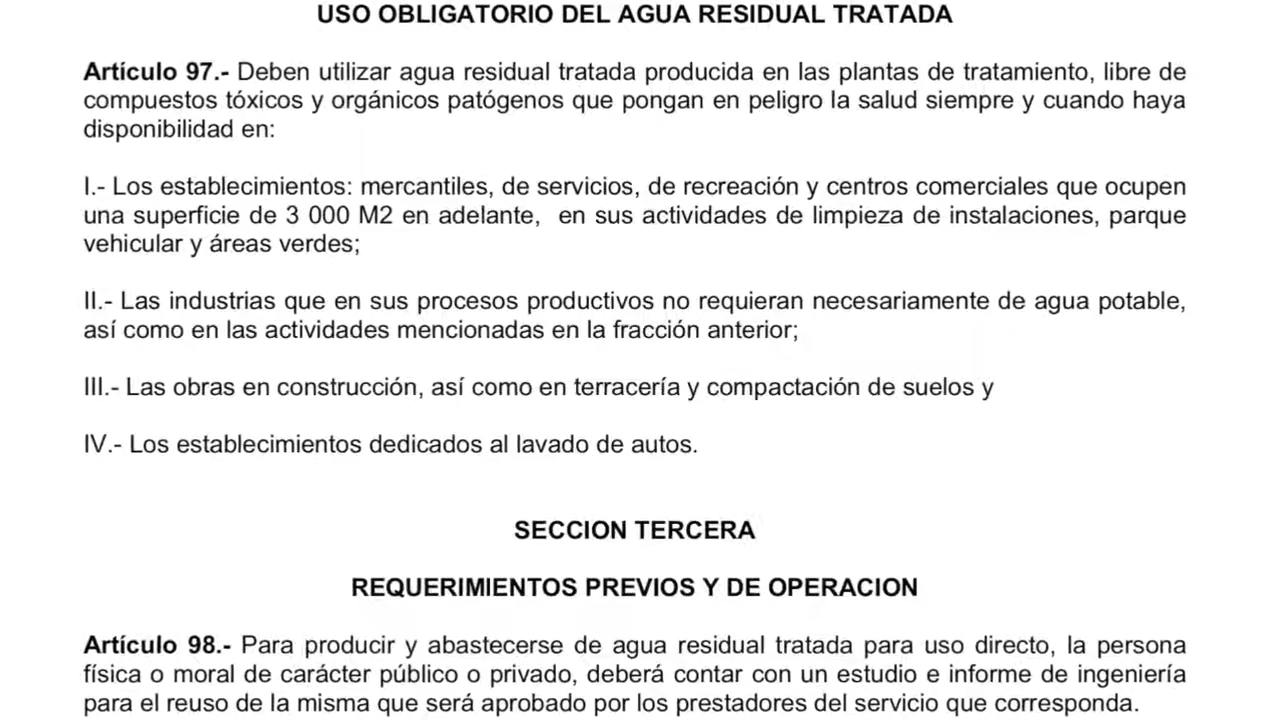 USO OBLIGATORIO DEL AGUA RESIDUAL TRATADA
Artículo 97.- Deben utilizar agua residual tratada producida en las plantas de tratamiento, libre de
compuestos tóxicos y orgánicos patógenos que pongan en peligro la salud siempre y cuando haya
disponibilidad en:
I.- Los establecimientos: mercantiles, de servicios, de recreación y centros comerciales que ocupen
una superficie de 3 000 M2 en adelante, en sus actividades de limpieza de instalaciones, parque
vehicular y áreas verdes;
II.- Las industrias que en sus procesos productivos no requieran necesariamente de agua potable,
así como en las actividades mencionadas en la fracción anterior;
III.- Las obras en construcción, así como en terracería y compactación de suelos y
IV.- Los establecimientos dedicados al lavado de autos.
SECCION TERCERA
REQUERIMIENTOS PREVIOS Y DE OPERACION
Artículo 98.- Para producir y abastecerse de agua residual tratada para uso directo, la persona
física o moral de carácter público o privado, deberá contar con un estudio e informe de ingeniería
para el reuso de la misma que será aprobado por los prestadores del servicio que corresponda.